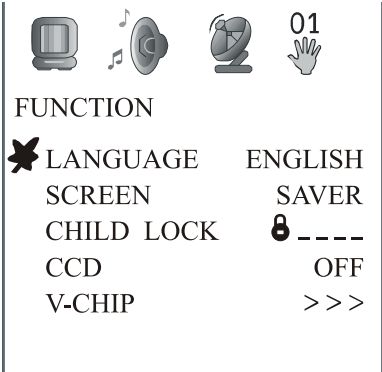 01
FUNCTION
LANGUAGE ENGLISH
SCREEN SAVER
CHILD LOCK _ _ _ _
CCD OFF
V-CHIP >>>